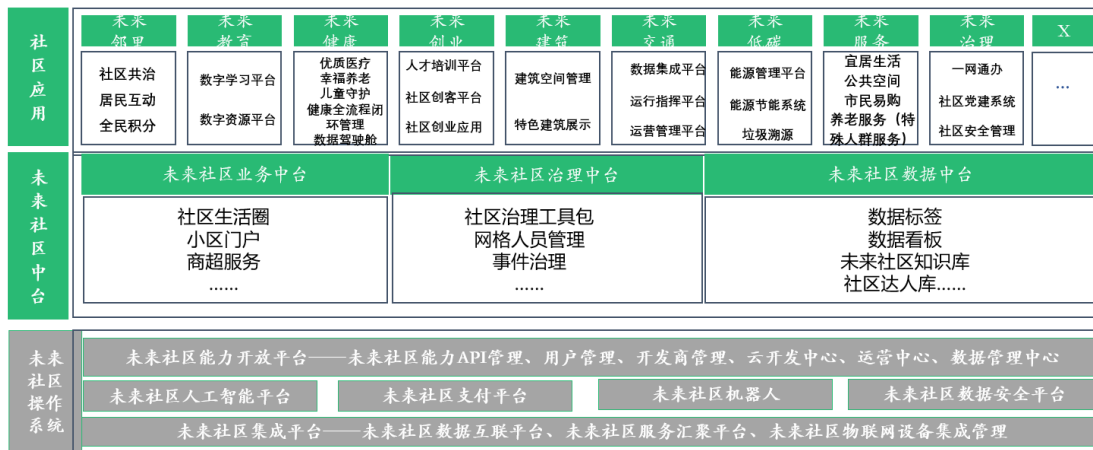 社区应用
未来邻里
未来教育
未来健康
未来创业
未来建筑
未来交通
未来低碳
未来服务
未来治理
X
社区共治
居民互动
全民积分
数字学习平台
数字资源平台
优质医疗
幸福养老
儿童守护
健康全流程闭
环管理
数据驾驶舱
人才培训平台
社区创客平台
社区创业应用
建筑空间管理
特色建筑展示
数据集成平台
运行指挥平台
运营管理平台
能源管理平台
能源节能系统
垃圾溯源
宜居生活
公共空间
市民易购
养老服务（特
殊人群服务）
一网通办
社区党建系统
社区安全管理
...
未来社区中台
未来社区业务中台
未来社区治理中台
未来社区数据中台
社区生活圈
小区门户
商超服务
……
社区治理工具包
网格人员管理
事件治理
……
数据标签
数据看板
未来社区知识库
社区达人库……
未来
社区
操作
系统
未来社区能力开放平台——未来社区能力API管理、用户管理、开发商管理、云开发中心、运营中心、数据管理中心
未来社区人工智能平台
未来社区支付平台
未来社区机器人
未来社区数据安全平台
未来社区集成平台——未来社区数据互联平台、未来社区服务汇聚平台、未来社区物联网设备集成管理